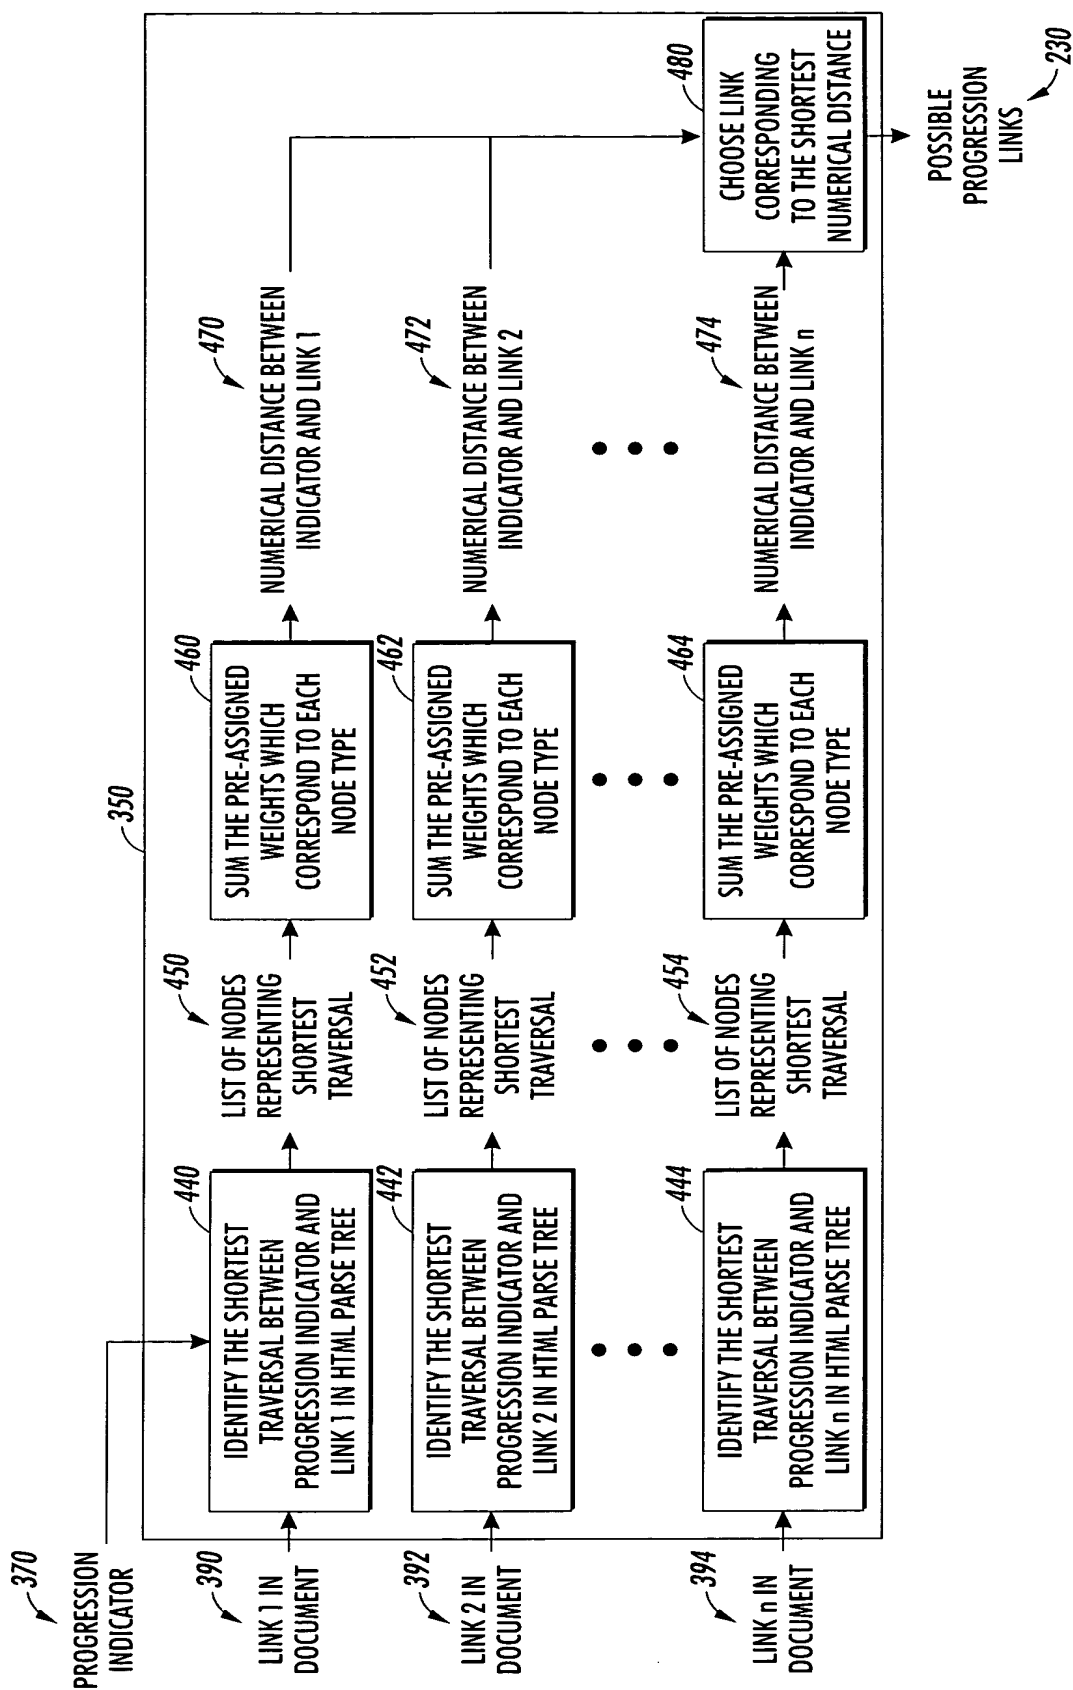 370
PROGRESSION
INDICATOR
350
390
LINK 1 IN
DOCUMENT
440
IDENTIFY THE SHORTEST
TRAVERSAL BETWEEN
PROGRESSION INDICATOR AND
LINK 1 IN HTML PARSE TREE
450
LIST OF NODES
REPRESENTING
SHORTEST
TRAVERSAL
460
SUM THE PRE-ASSIGNED
WEIGHTS WHICH
CORRESPOND TO EACH
NODE TYPE
470
NUMERICAL DISTANCE BETWEEN
INDICATOR AND LINK 1
392
LINK 2 IN
DOCUMENT
442
IDENTIFY THE SHORTEST
TRAVERSAL BETWEEN
PROGRESSION INDICATOR AND
LINK 2 IN HTML PARSE TREE
452
LIST OF NODES
REPRESENTING
SHORTEST
TRAVERSAL
462
SUM THE PRE-ASSIGNED
WEIGHTS WHICH
CORRESPOND TO EACH
NODE TYPE
472
NUMERICAL DISTANCE BETWEEN
INDICATOR AND LINK 2
394
LINK n IN
DOCUMENT
444
IDENTIFY THE SHORTEST
TRAVERSAL BETWEEN
PROGRESSION INDICATOR AND
LINK n IN HTML PARSE TREE
454
LIST OF NODES
REPRESENTING
SHORTEST
TRAVERSAL
464
SUM THE PRE-ASSIGNED
WEIGHTS WHICH
CORRESPOND TO EACH
NODE TYPE
474
NUMERICAL DISTANCE BETWEEN
INDICATOR AND LINK n
480
CHOOSE LINK
CORRESPONDING
TO THE SHORTEST
NUMERICAL DISTANCE
POSSIBLE
PROGRESSION
LINKS
230